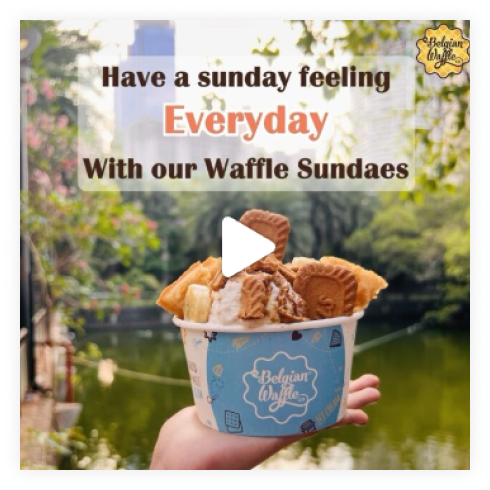 Belgian
Waffle
Have a sunday feeling
Everyday
With our Waffle Sundaes
Belgian
Waffle